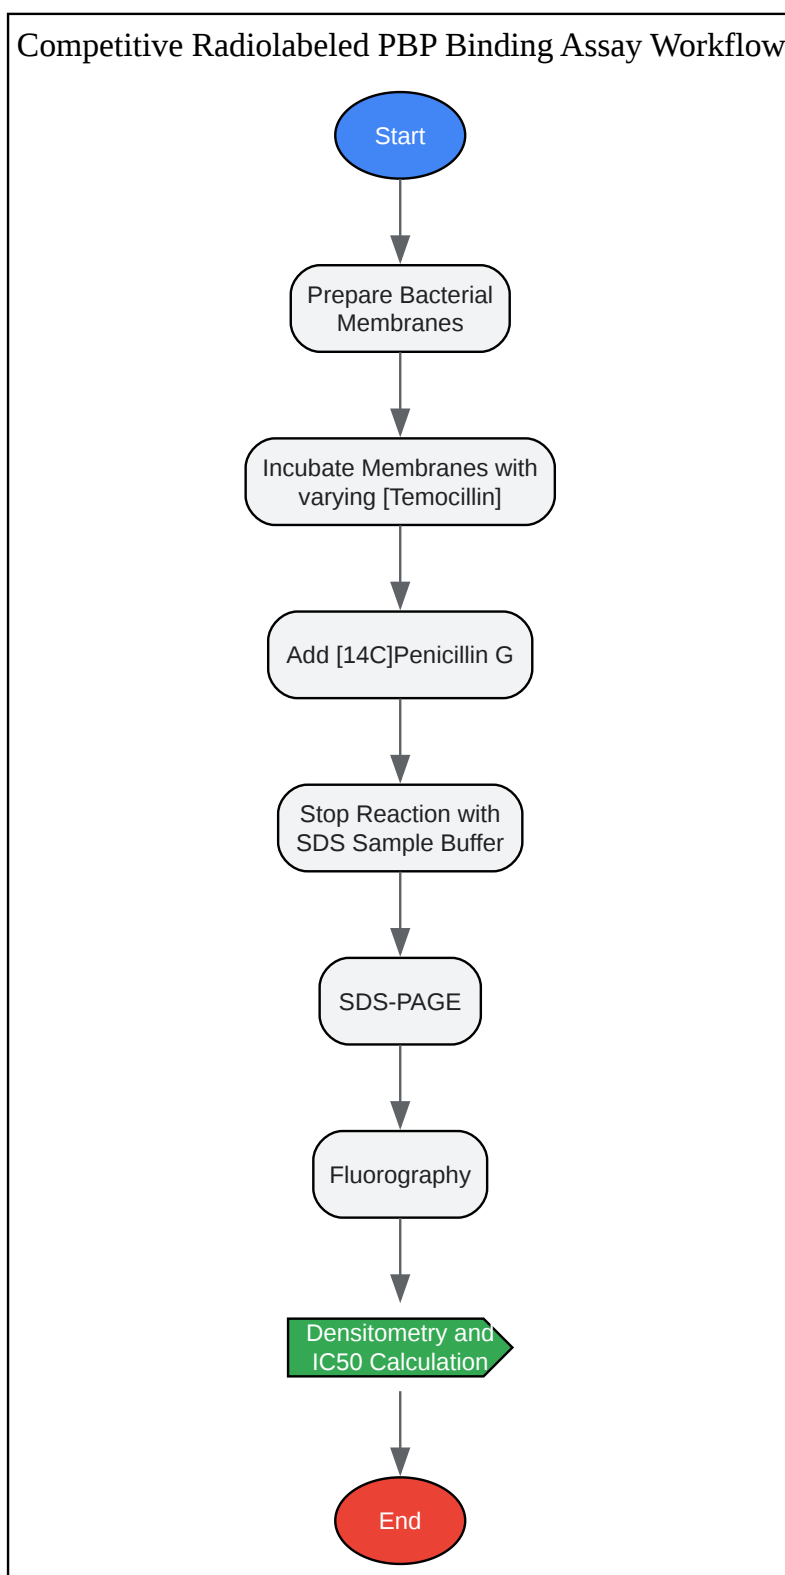 Competitive Radiolabeled PBP Binding Assay Workflow
Start
Prepare Bacterial
Membranes
Incubate Membranes with
varying [Temocillin]
Add [14C]Penicillin G
Stop Reaction with
SDS Sample Buffer
SDS-PAGE
Fluorography
Densitometry and
IC50 Calculation
End